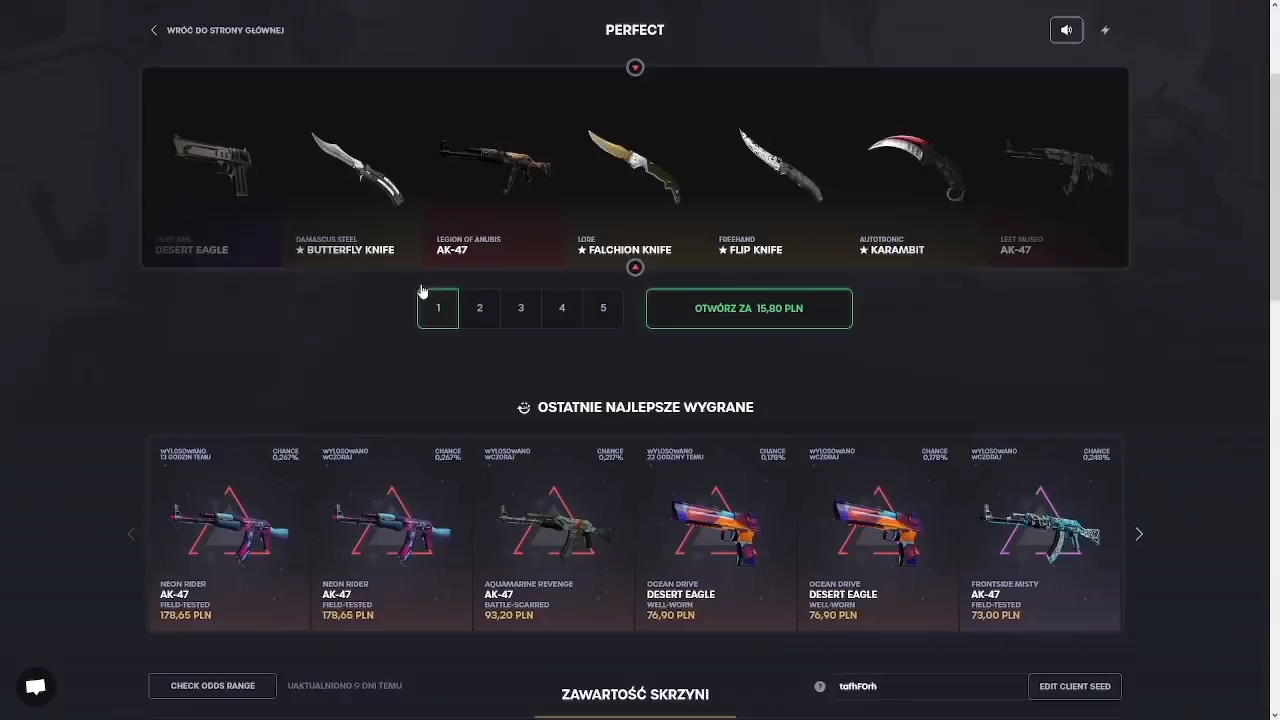 WRÓĆ DO STRONY GŁÓWNEJ
PERFECT
LIGHT RAIL
DESERT EAGLE
DAMASCUS STEEL
★ BUTTERFLY KNIFE
LEGION OF ANUBIS
AK-47
LORE
★ FALCHION KNIFE
FREEHAND
★ FLIP KNIFE
AUTOTRONIC
★ KARAMBIT
LEET MUSEO
AK-47
1 2 3 4 5
OTWÓRZ ZA 15,80 PLN
OSTATNIE NAJLEPSZE WYGRANE
WYLOSOWANO
13 GODZIN TEMU
CHANCE
0,267%
NEON RIDER
AK-47
FIELD-TESTED
178,65 PLN
WYLOSOWANO
WCZORAJ
CHANCE
0,267%
NEON RIDER
AK-47
FIELD-TESTED
178,65 PLN
WYLOSOWANO
WCZORAJ
CHANCE
0,217%
AQUAMARINE REVENGE
AK-47
BATTLE-SCARRED
93,20 PLN
WYLOSOWANO
22 GODZINY TEMU
CHANCE
0,178%
OCEAN DRIVE
DESERT EAGLE
WELL-WORN
76,90 PLN
WYLOSOWANO
WCZORAJ
CHANCE
0,178%
OCEAN DRIVE
DESERT EAGLE
WELL-WORN
76,90 PLN
WYLOSOWANO
WCZORAJ
CHANCE
0,248%
FRONTSIDE MISTY
AK-47
FIELD-TESTED
73,00 PLN
CHECK ODDS RANGE
UAKTUALNIONO 9 DNI TEMU
ZAWARTOŚĆ SKRZYNI
tafhF0rh
EDIT CLIENT SEED